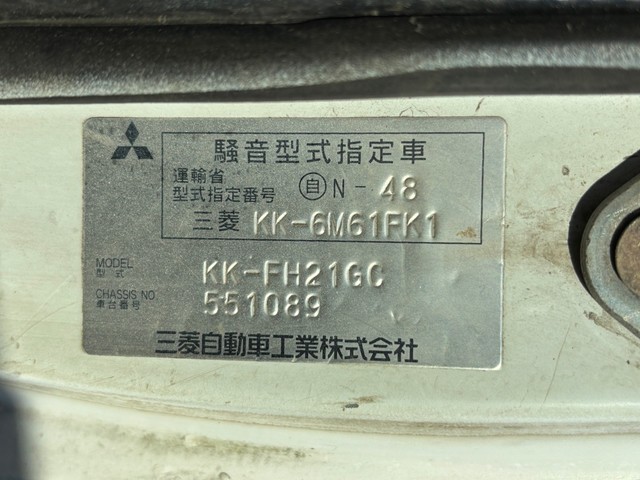 騒音型式指定車
運輸省
型式指定番号 自N-48
三菱 KK-6M61FK1
MODEL
型式 KK-FH21GC
CHASSIS NO.
車台番号 551089
三菱自動車工業株式会社